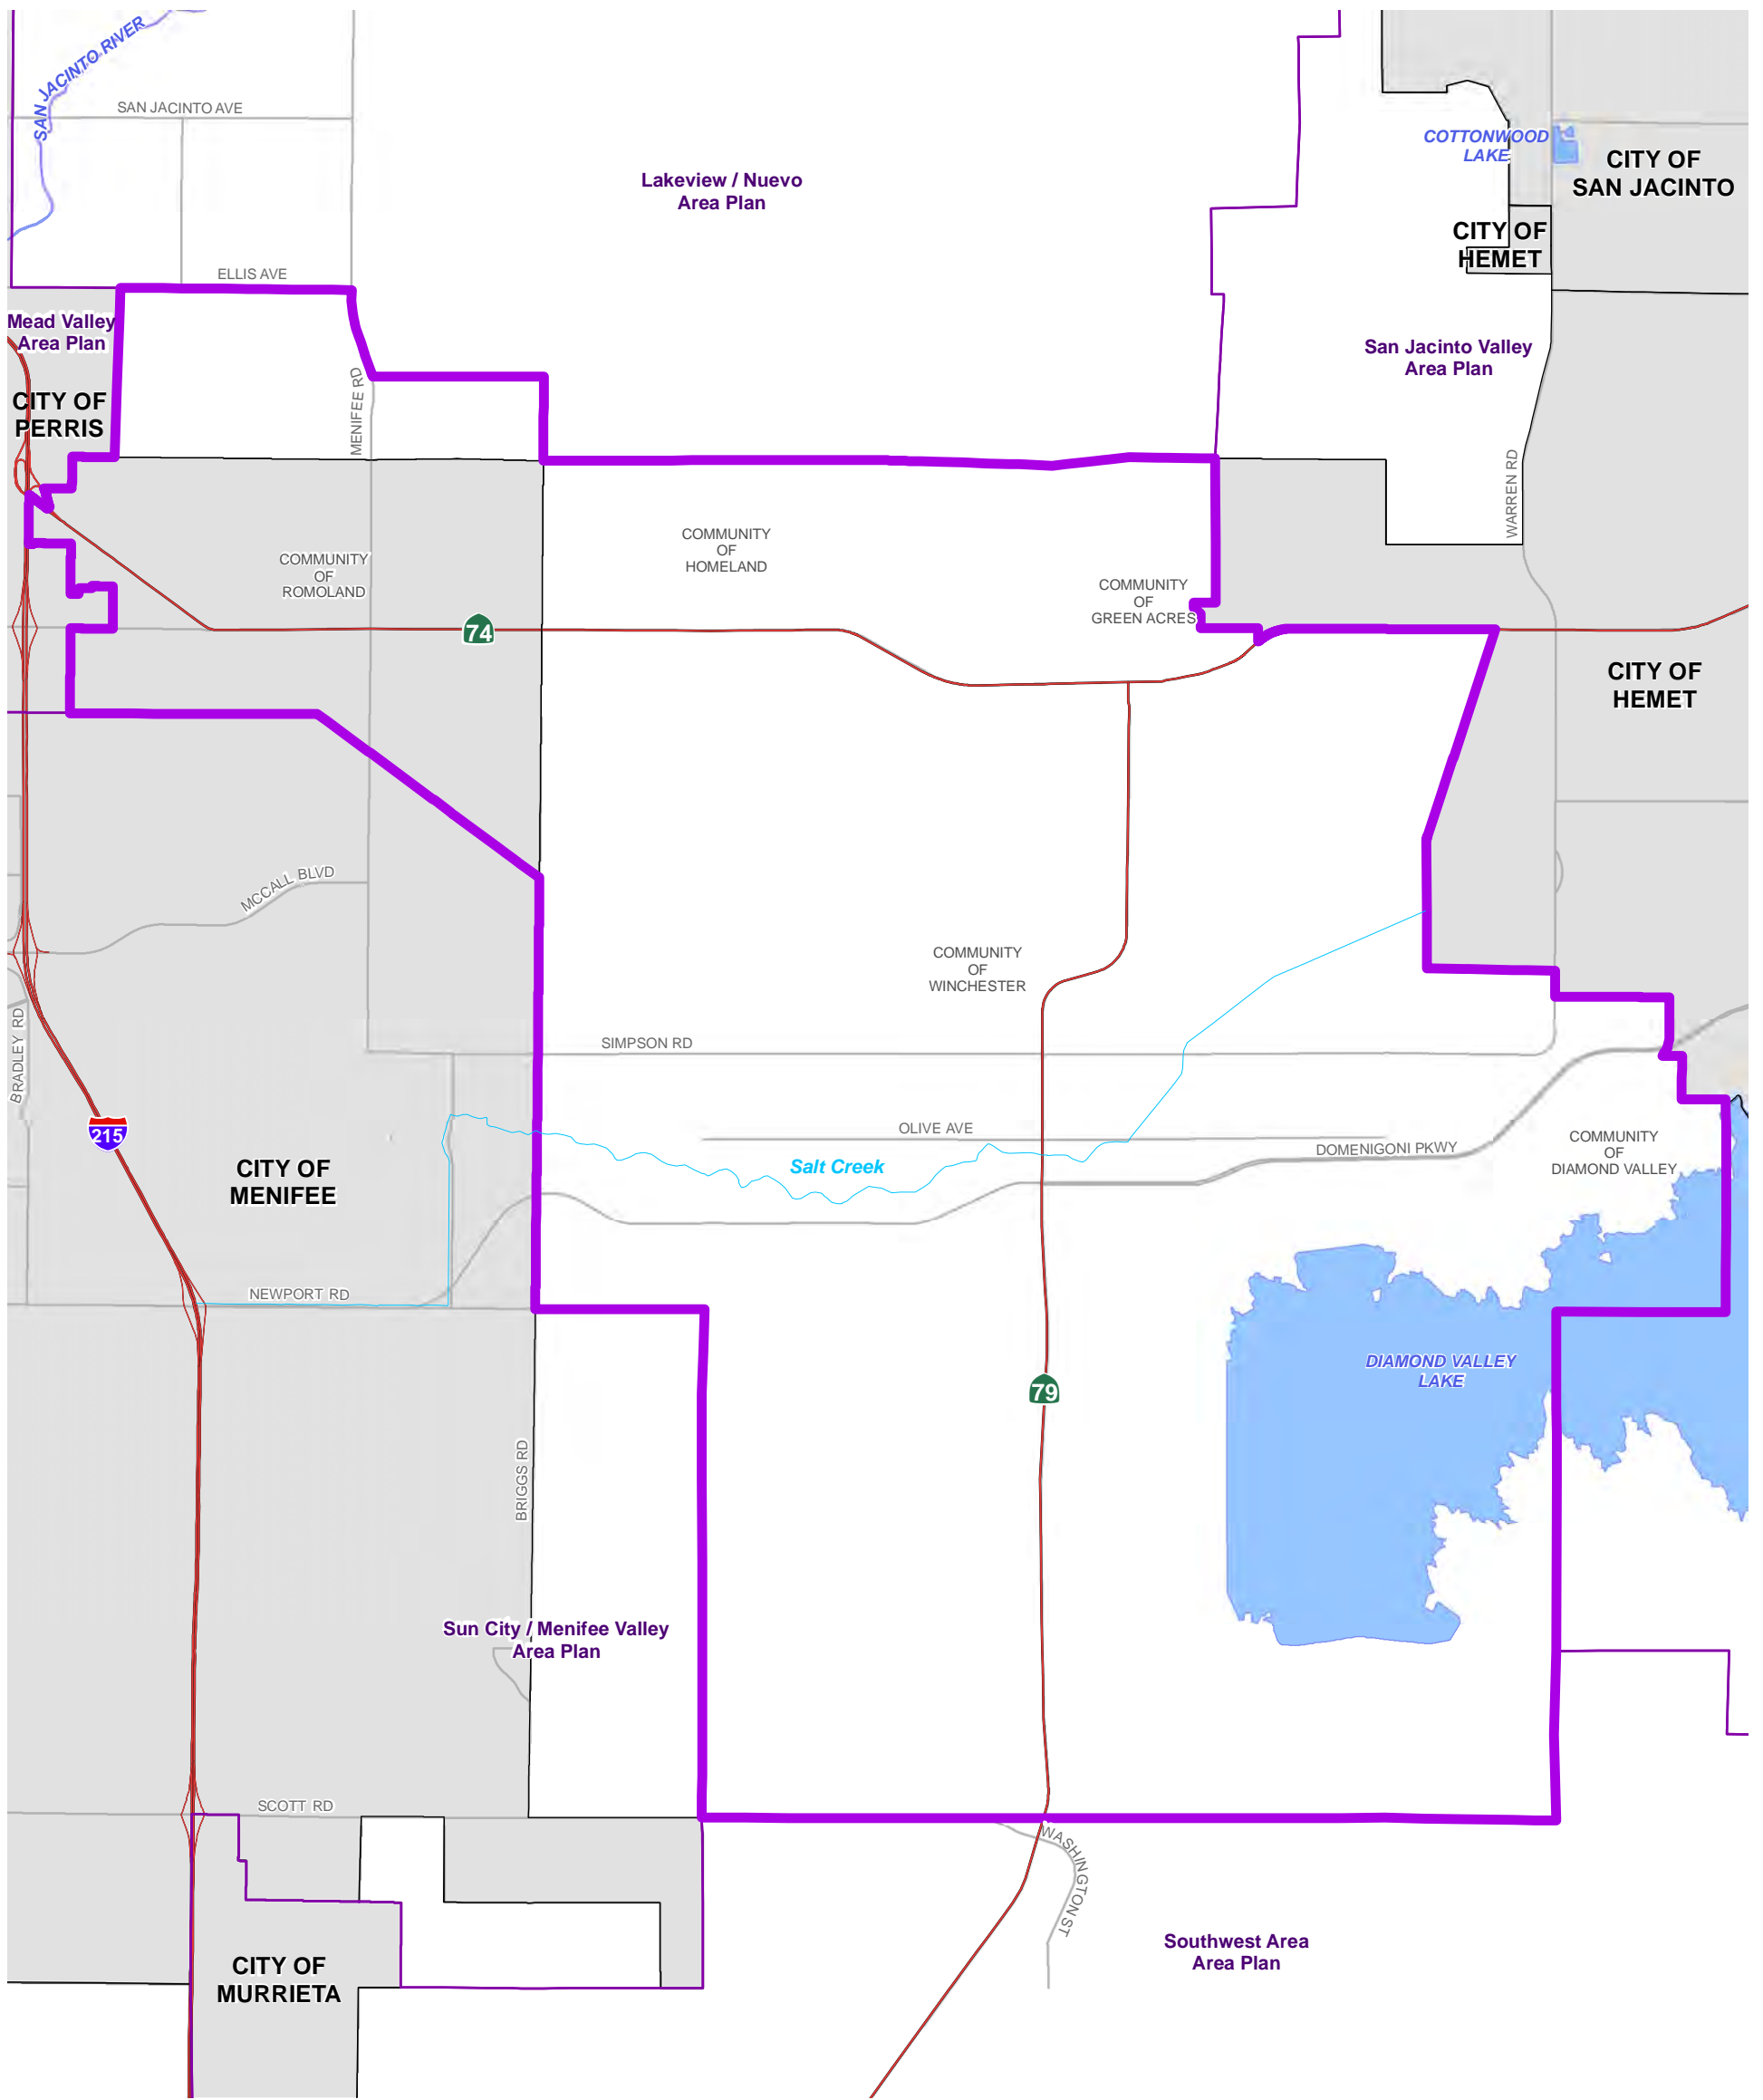 SAN JACINTO RIVER
SAN JACINTO AVE
COTTONWOOD
LAKE
CITY OF
SAN JACINTO
Lakeview / Nuevo
Area Plan
CITY OF
HEMET
ELLIS AVE
Mead Valley
Area Plan
San Jacinto Valley
Area Plan
CITY OF
PERRIS
MENIFEE RD
WARREN RD
COMMUNITY
OF
ROMOLAND
COMMUNITY
OF
HOMELAND
COMMUNITY
OF
GREEN ACRES
74
CITY OF
HEMET
MCCALL BLVD
COMMUNITY
OF
WINCHESTER
BRADLEY RD
SIMPSON RD
215
OLIVE AVE
DOMENIGONI PKWY
COMMUNITY
OF
DIAMOND VALLEY
CITY OF
MENIFEE
Salt Creek
NEWPORT RD
DIAMOND VALLEY
LAKE
79
BRIGGS RD
Sun City / Menifee Valley
Area Plan
SCOTT RD
WASHINGTON ST
Southwest Area
Area Plan
CITY OF
MURRIETA